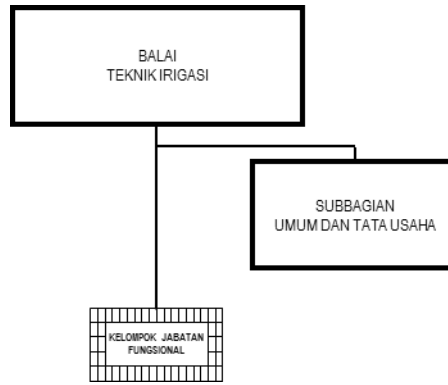 BALAI
TEKNIK IRIGASI
SUBBAGIAN
UMUM DAN TATA USAHA
KELOMPOK JABATAN
FUNGSIONAL